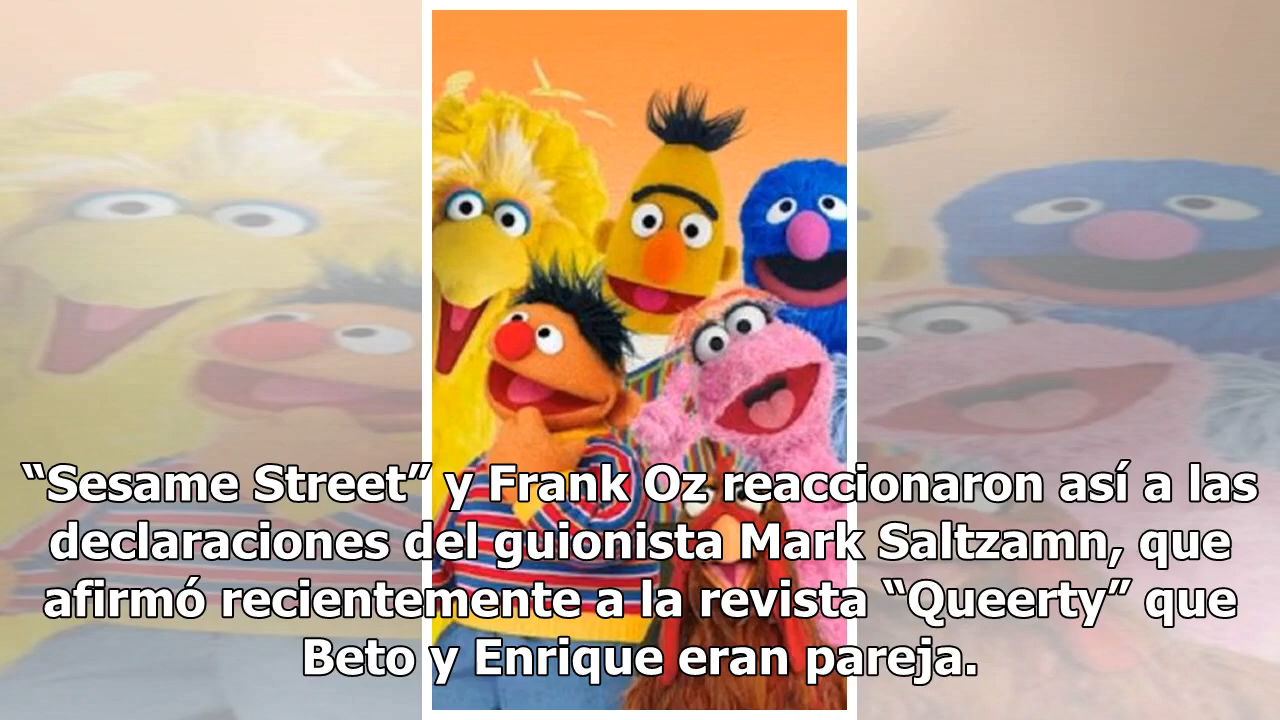 “Sesame Street” y Frank Oz reaccionaron así a las
declaraciones del guionista Mark Saltzamn, que
afirmó recientemente a la revista “Queerty” que
Beto y Enrique eran pareja.